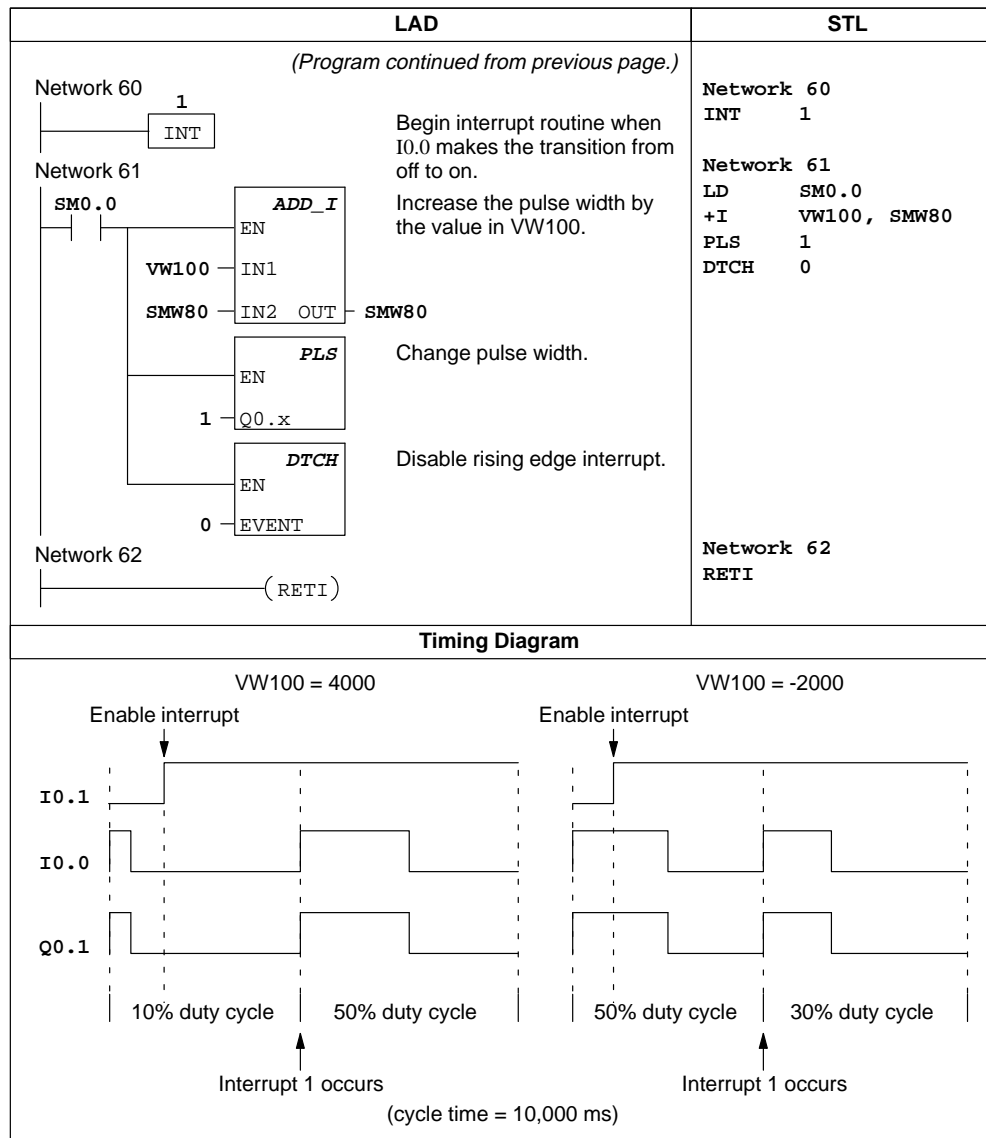 LAD
STL
(Program continued from previous page.)
Network 60
1
INT
Begin interrupt routine when
I0.0 makes the transition from
off to on.
Network 61
SM0.0
ADD_I
EN
Increase the pulse width by
the value in VW100.
VW100
IN1
SMW80
IN2 OUT
SMW80
PLS
EN
Change pulse width.
1
Q0.x
DTCH
EN
Disable rising edge interrupt.
0
EVENT
Network 62
RETI
Network 60
INT 1
Network 61
LD SM0.0
+I VW100, SMW80
PLS 1
DTCH 0
Network 62
RETI
Timing Diagram
VW100 = 4000
VW100 = -2000
Enable interrupt
Enable interrupt
I0.1
I0.0
Q0.1
10% duty cycle
50% duty cycle
50% duty cycle
30% duty cycle
Interrupt 1 occurs
Interrupt 1 occurs
(cycle time = 10,000 ms)